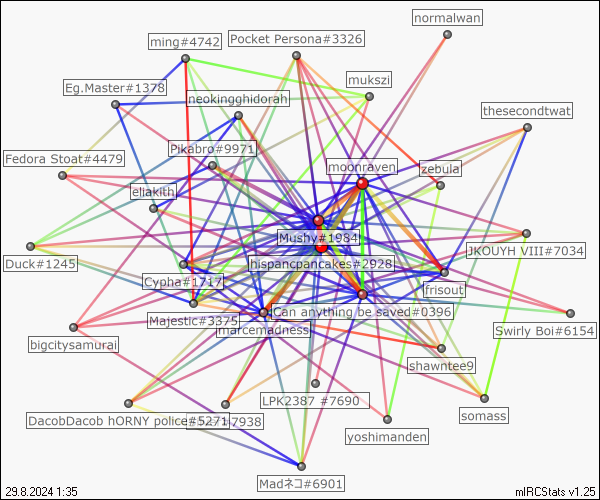 normalwan
ming#4742
Pocket Persona#3326
mukszi
Eg.Master#1378
neokingghidorah
thesecondtwat
Pikabro#9971
Fedora Stoat#4479
moonraven
zebula
eliakith
Mushy#1984
JKOUYH VIII#7034
Duck#1245
hispancpancakes#2928
Cypha#1717
frisout
Majestic#3375
Can anything be saved#0396
marcemadness
Swirly Boi#6154
bigcitysamurai
shawntee9
LPK2387 #7690
DacobDacob hORNY police#5271
7938
somass
yoshimanden
Madネコ#6901
29.8.2024 1:35
mIRCStats v1.25